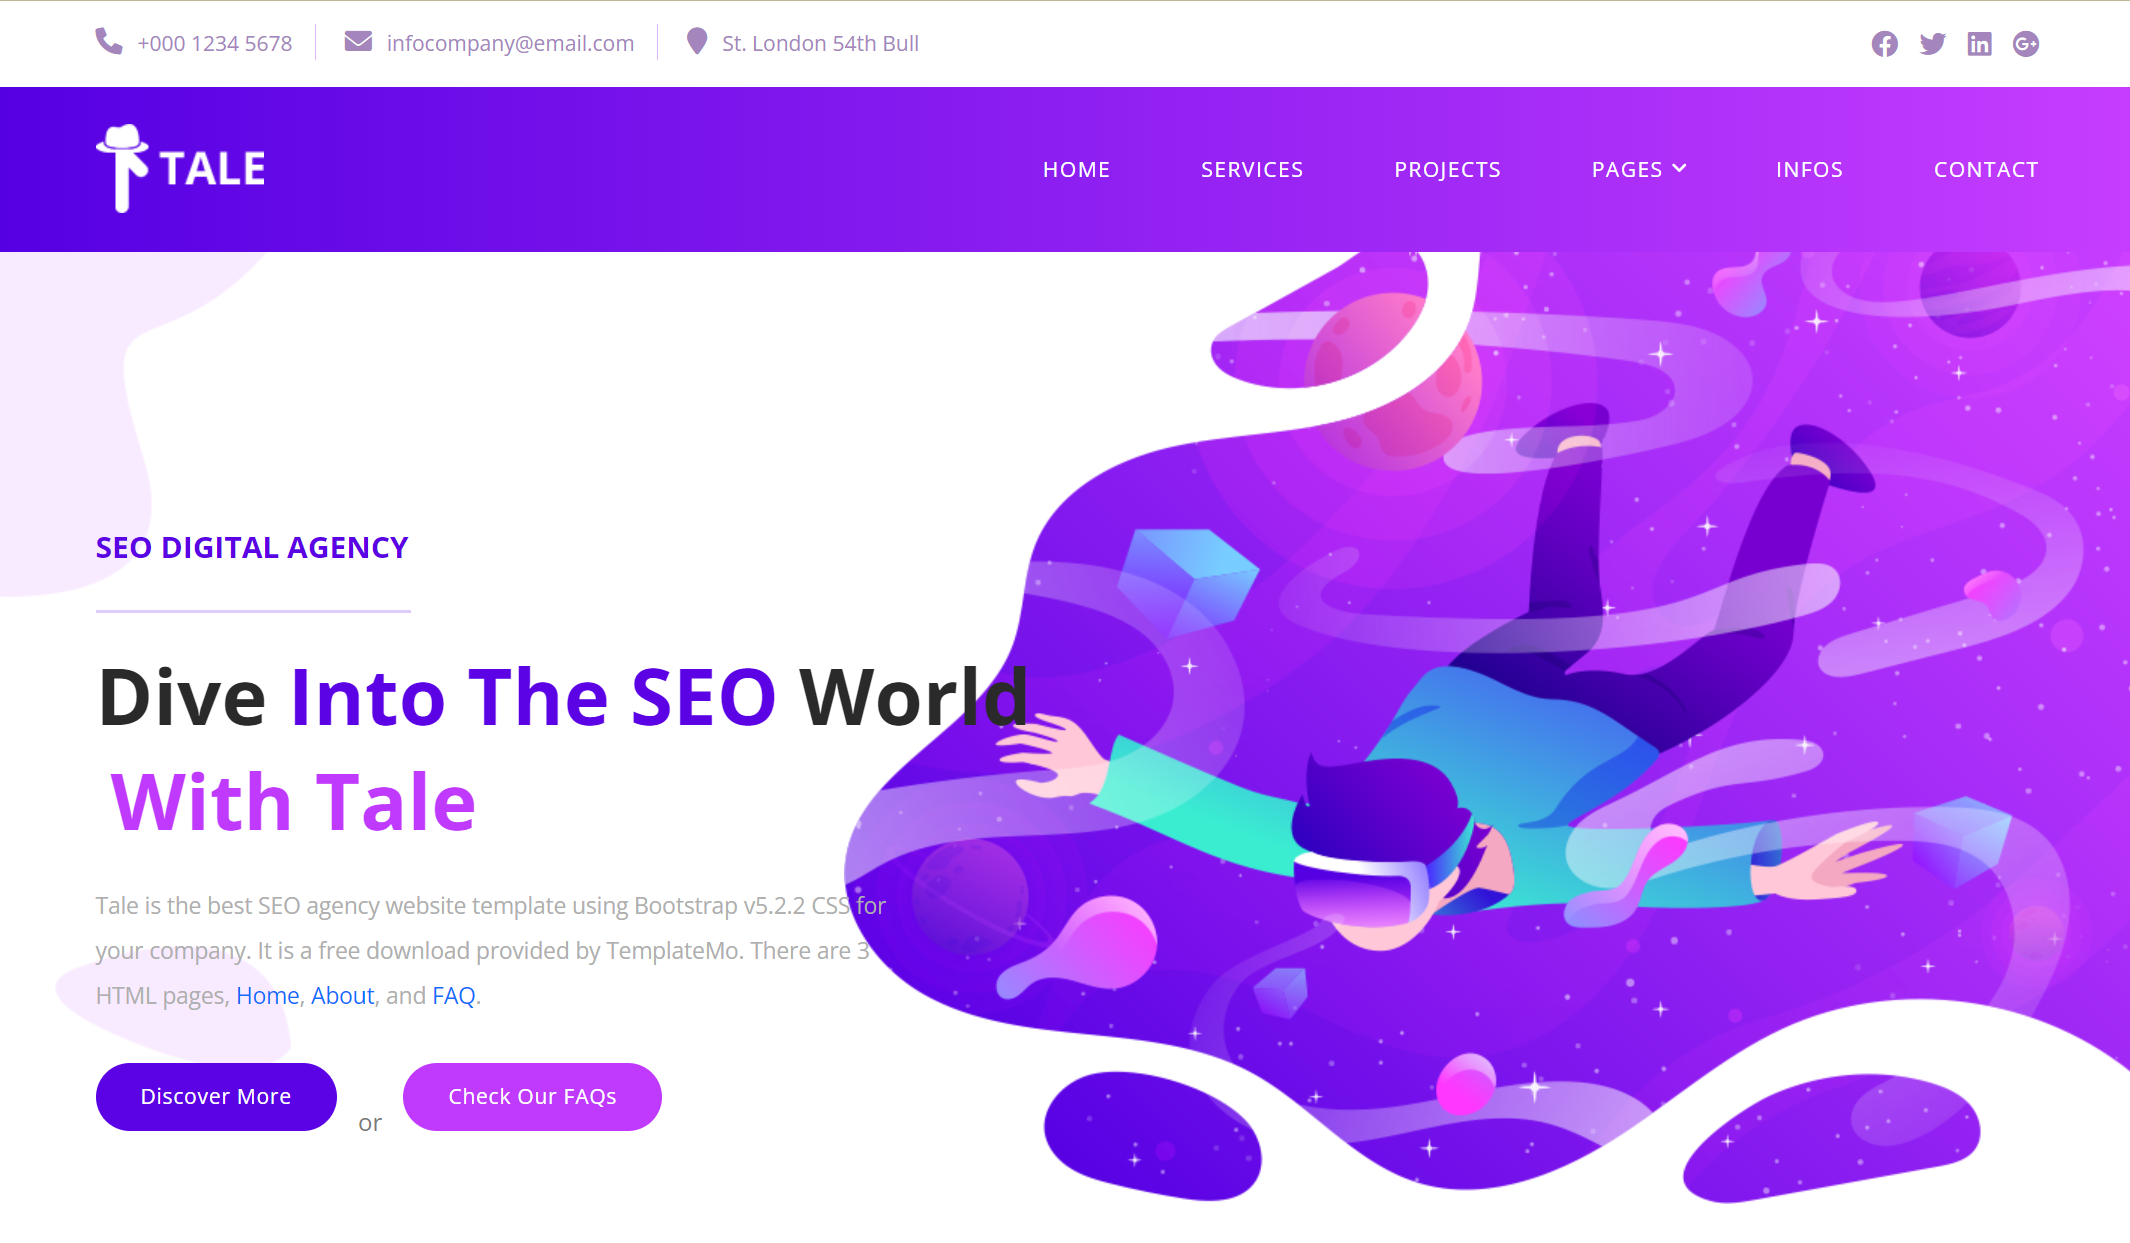 +000 1234 5678
infocompany@email.com
St. London 54th Bull
TALE
HOME
SERVICES
PROJECTS
PAGES
INFOS
CONTACT
SEO DIGITAL AGENCY
Dive Into The SEO World
With Tale
Tale is the best SEO agency website template using Bootstrap v5.2.2 CSS for
your company. It is a free download provided by TemplateMo. There are 3
HTML pages, Home, About, and FAQ.
Discover More
or
Check Our FAQs